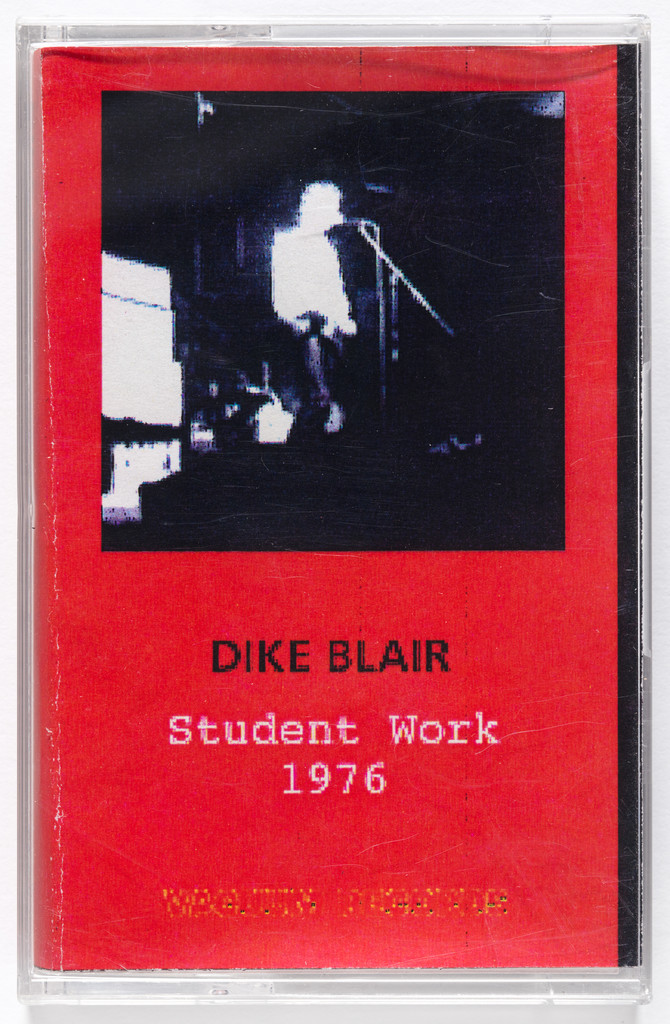 DIKE BLAIR
Student Work
1976